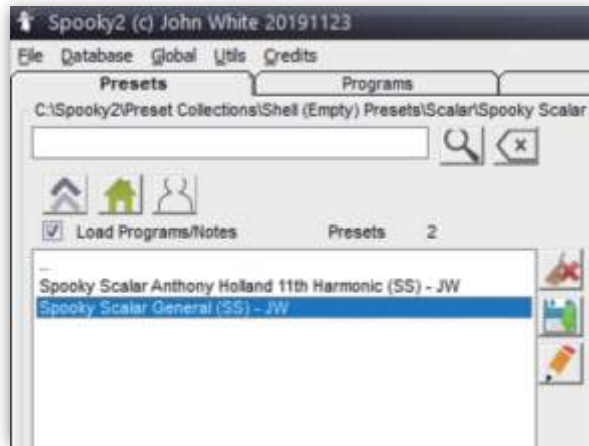 Spooky2 (c) John White 20191123
File Database Global Utils Credits
Presets Programs
C:\Spooky2\Preset Collections\Shell (Empty) Presets\Scalar\Spooky Scalar
Load Programs/Notes Presets 2
..
Spooky Scalar Anthony Holland 11th Harmonic (SS) - JW
Spooky Scalar General (SS) - JW